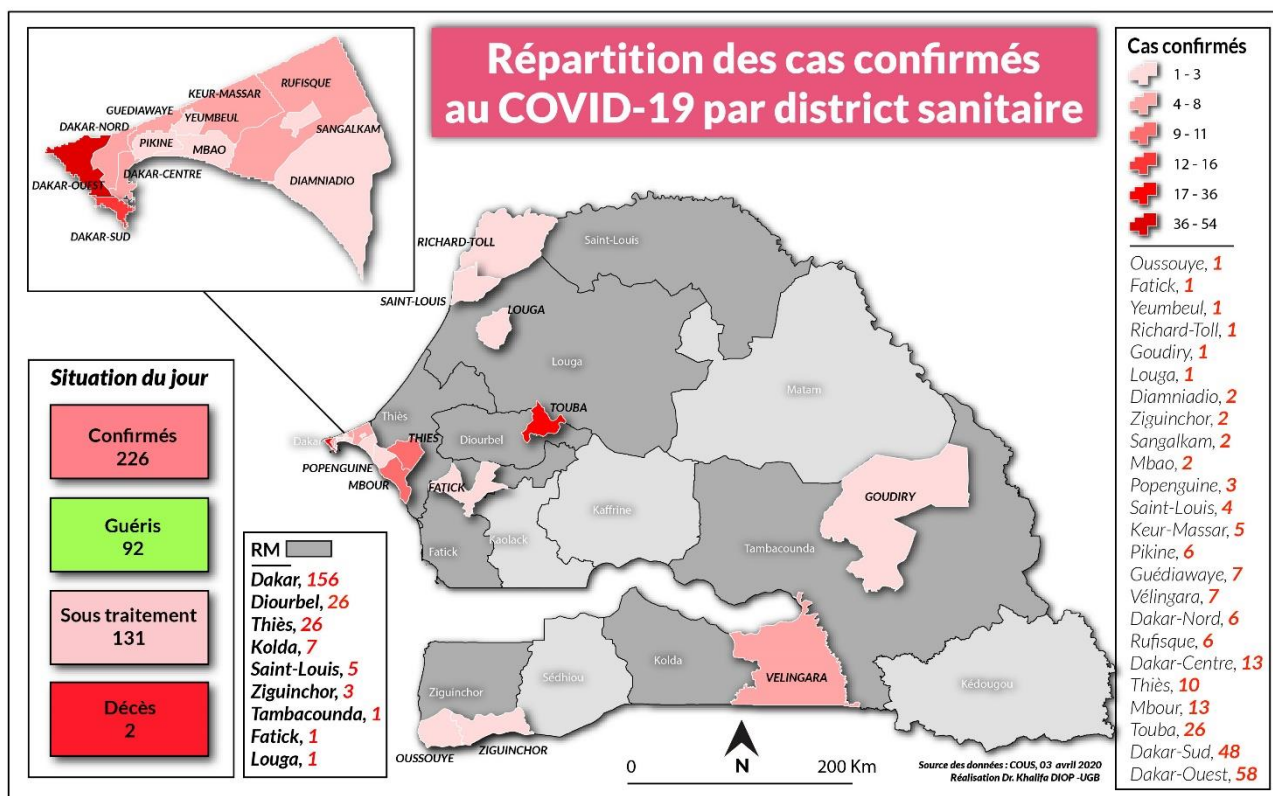 Répartition des cas confirmés
au COVID-19 par district sanitaire
RUFISQUE
KEUR-MASSAR
GUEDIAWAYE
YEUMBEUL
SANGALKAM
DAKAR-NORD
PIKINE
MBAO
DAKAR-OUEST
DAKAR-CENTRE
DIAMNIADIO
DAKAR-SUD
Cas confirmés
1 - 3
4 - 8
9 - 11
12 - 16
17 - 36
36 - 54
Oussouye, 1
Fatick, 1
Yeumbeul, 1
Richard-Toll, 1
Goudiry, 1
Louga, 1
Diamniadio, 2
Ziguinchor, 2
Sangalkam, 2
Mbao, 2
Popenguine, 3
Saint-Louis, 4
Keur-Massar, 5
Pikine, 6
Guédiawaye, 7
Vélingara, 7
Dakar-Nord, 6
Rufisque, 6
Dakar-Centre, 13
Thiès, 10
Mbour, 13
Touba, 26
Dakar-Sud, 48
Dakar-Ouest, 58
RICHARD-TOLL
Saint-Louis
SAINT-LOUIS
LOUGA
Louga
Matam
TOUBA
Thiès
Dakar
THIES
Diourbel
POPENGUINE
MBOUR
FATICK
GOUDIRY
Kaffrine
Kaolack
Fatick
Tambacounda
Ziguinchor
Sédhiou
Kolda
VELINGARA
Kédougou
OUSSOUYE
ZIGUINCHOR
Situation du jour
Confirmés
226
Guéris
92
Sous traitement
131
Décès
2
RM
Dakar, 156
Diourbel, 26
Thiès, 26
Kolda, 7
Saint-Louis, 5
Ziguinchor, 3
Tambacounda, 1
Fatick, 1
Louga, 1
N
0 200 Km
Source des données : COUS, 03 avril 2020
Réalisation Dr. Khalifa DIOP -UGB